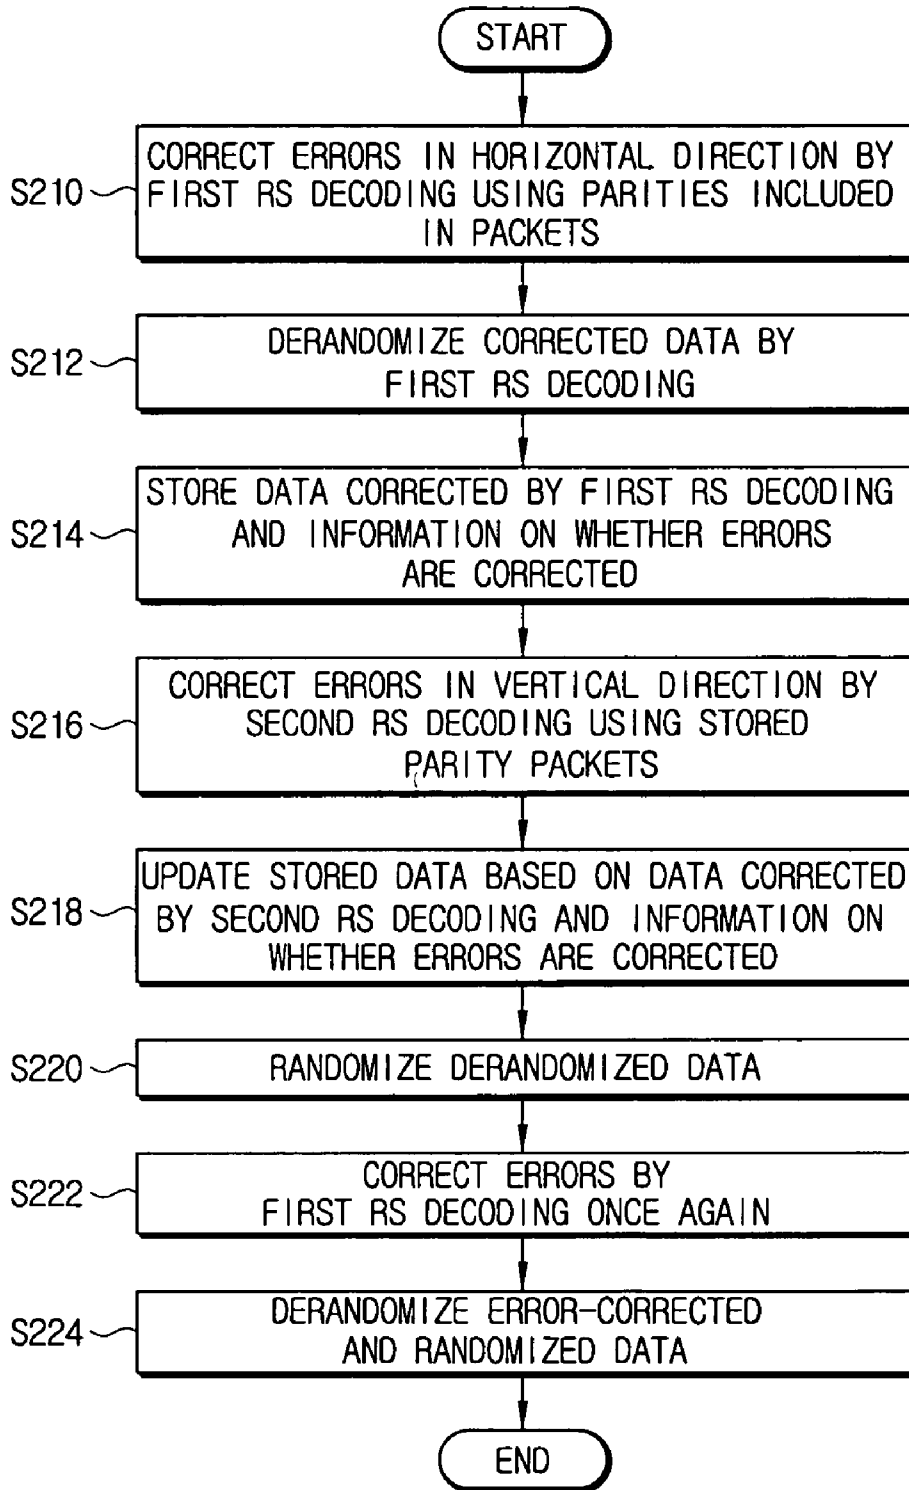 START
S210
CORRECT ERRORS IN HORIZONTAL DIRECTION BY
FIRST RS DECODING USING PARITIES INCLUDED
IN PACKETS
S212
DERANDOMIZE CORRECTED DATA BY
FIRST RS DECODING
S214
STORE DATA CORRECTED BY FIRST RS DECODING
AND INFORMATION ON WHETHER ERRORS
ARE CORRECTED
S216
CORRECT ERRORS IN VERTICAL DIRECTION BY
SECOND RS DECODING USING STORED
PARITY PACKETS
S218
UPDATE STORED DATA BASED ON DATA CORRECTED
BY SECOND RS DECODING AND INFORMATION ON
WHETHER ERRORS ARE CORRECTED
S220
RANDOMIZE DERANDOMIZED DATA
S222
CORRECT ERRORS BY
FIRST RS DECODING ONCE AGAIN
S224
DERANDOMIZE ERROR-CORRECTED
AND RANDOMIZED DATA
END